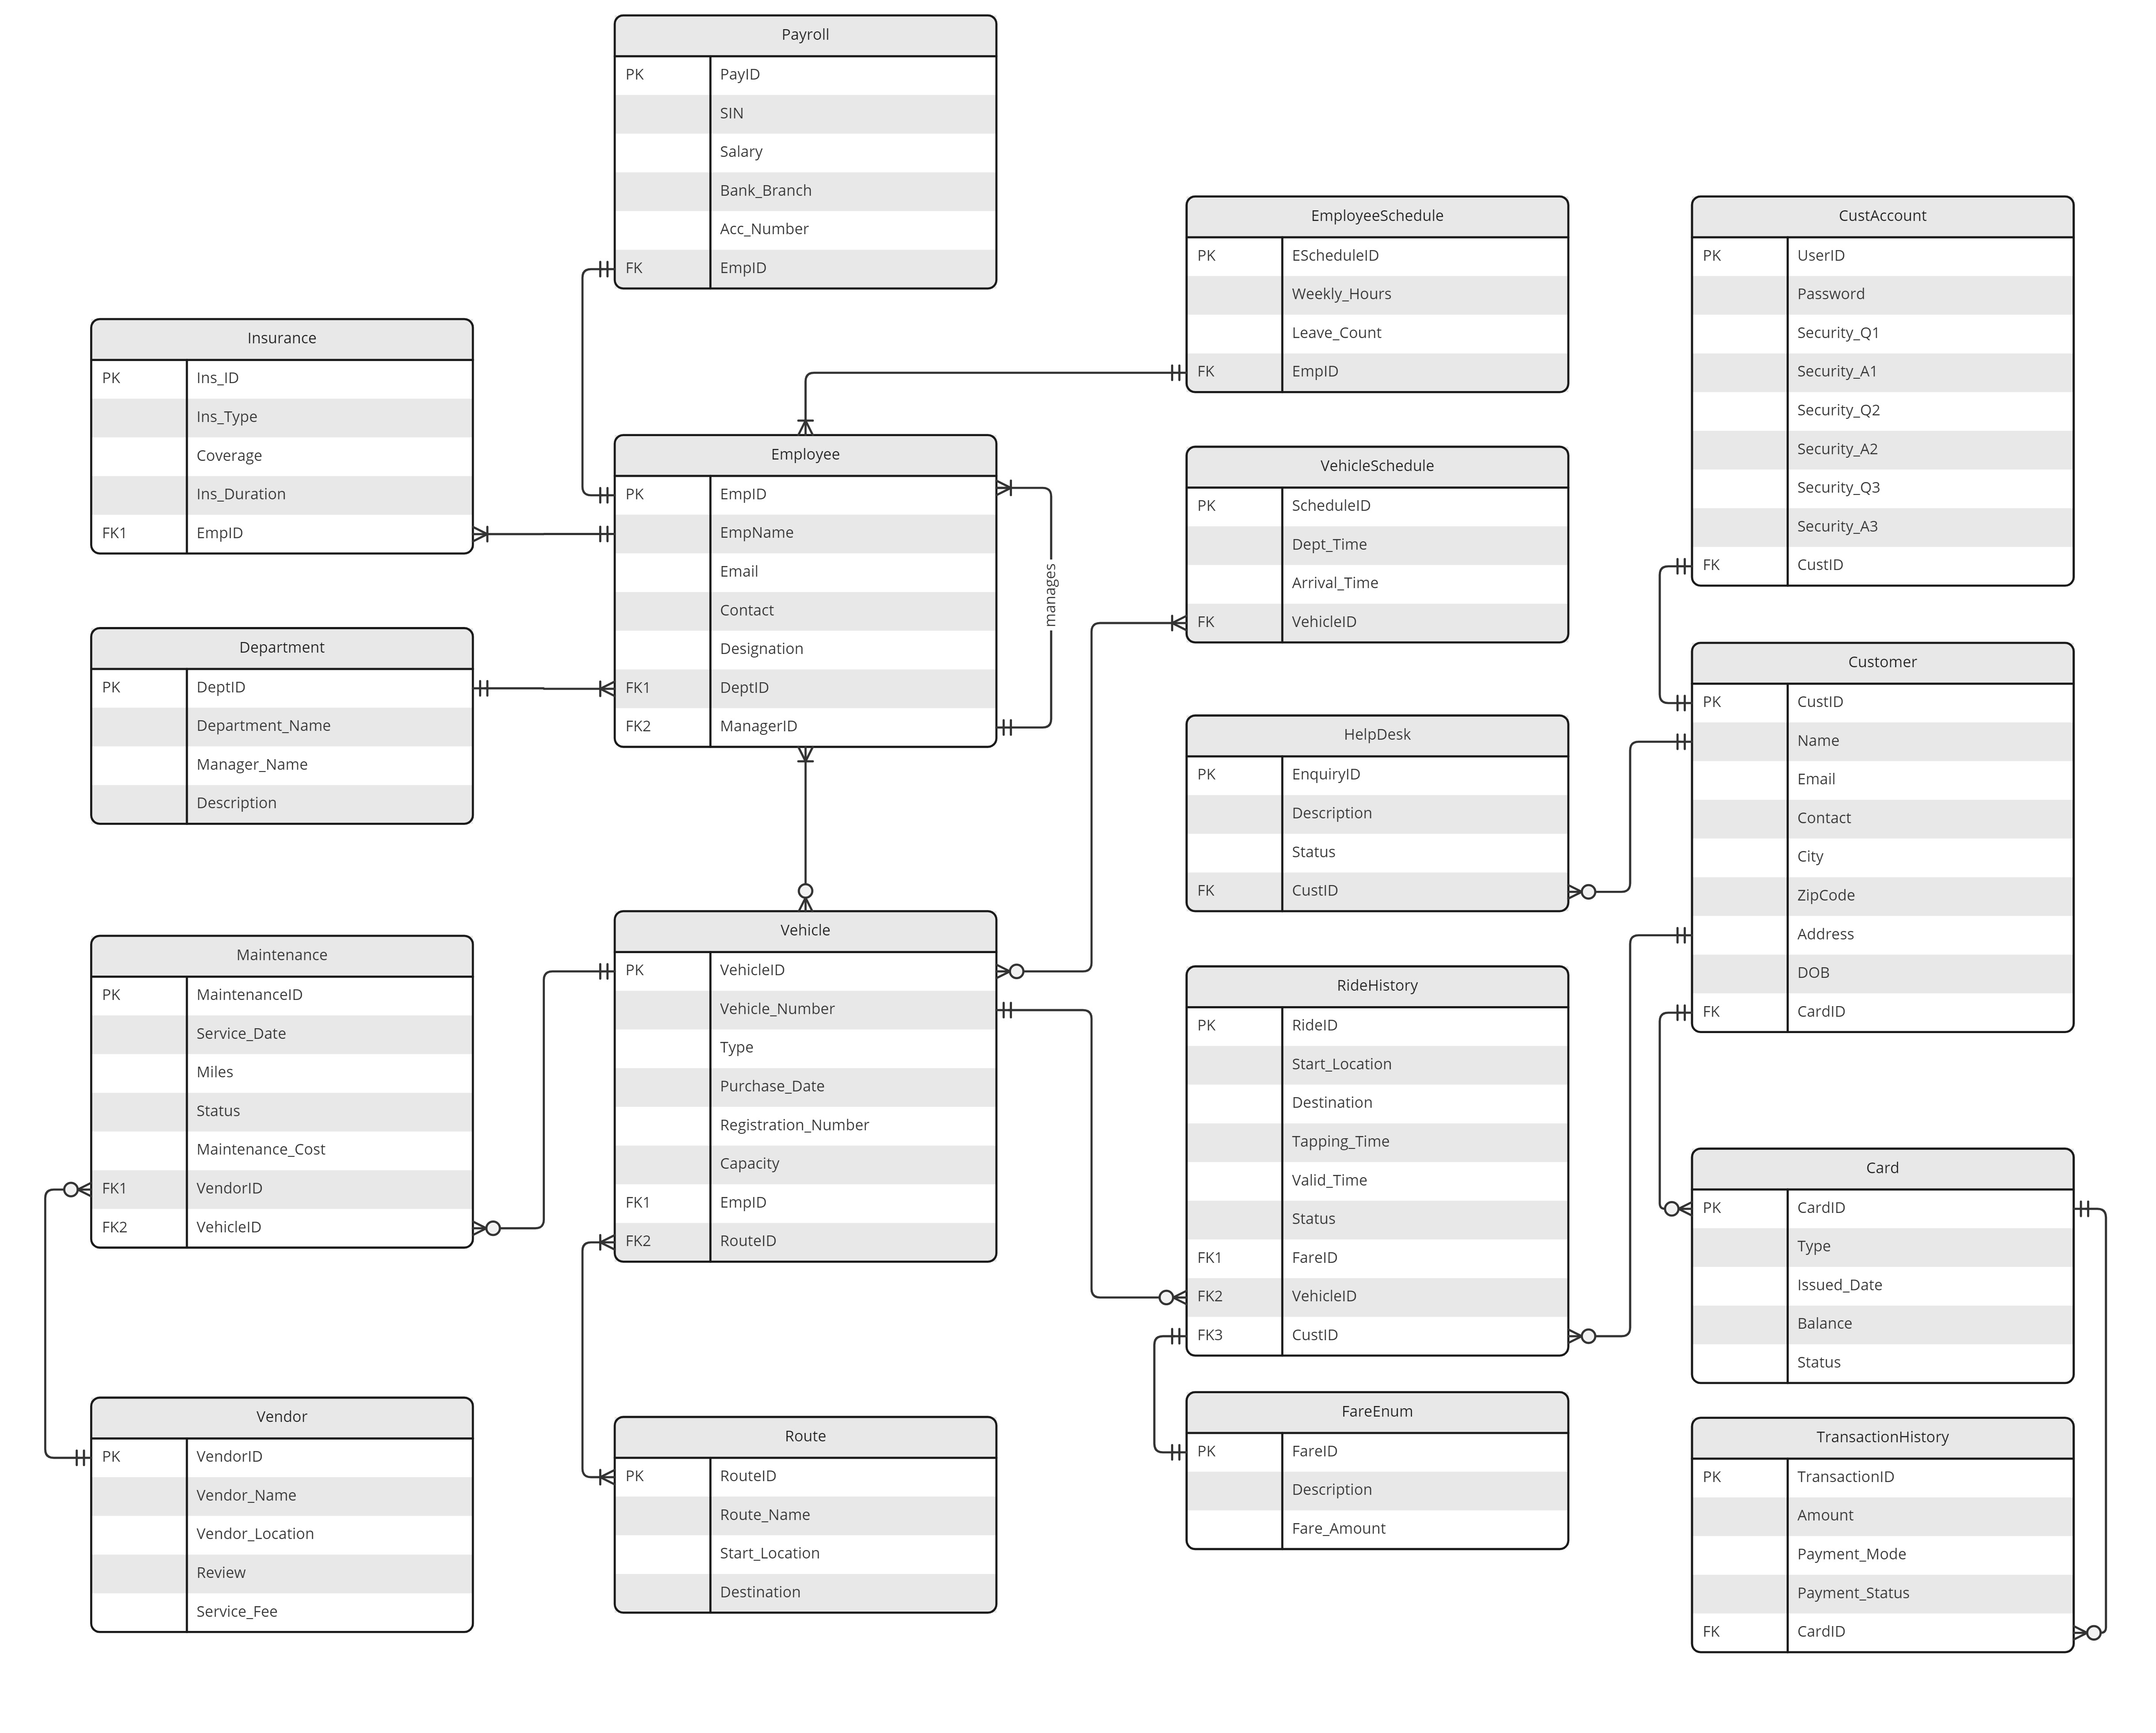 Payroll
PK PayID
SIN
Salary
Bank_Branch
Acc_Number
FK EmpID
EmployeeSchedule
PK EScheduleID
Weekly_Hours
Leave_Count
FK EmpID
CustAccount
PK UserID
Password
Security_Q1
Security_A1
Security_Q2
Security_A2
Security_Q3
Security_A3
FK CustID
Insurance
PK Ins_ID
Ins_Type
Coverage
Ins_Duration
FK1 EmpID
Employee
PK EmpID
EmpName
Email
Contact
Designation
FK1 DeptID
FK2 ManagerID
manages
VehicleSchedule
PK ScheduleID
Dept_Time
Arrival_Time
FK VehicleID
Department
PK DeptID
Department_Name
Manager_Name
Description
HelpDesk
PK EnquiryID
Description
Status
FK CustID
Customer
PK CustID
Name
Email
Contact
City
ZipCode
Address
DOB
FK CardID
Maintenance
PK MaintenanceID
Service_Date
Miles
Status
Maintenance_Cost
FK1 VendorID
FK2 VehicleID
Vehicle
PK VehicleID
Vehicle_Number
Type
Purchase_Date
Registration_Number
Capacity
FK1 EmpID
FK2 RouteID
RideHistory
PK RideID
Start_Location
Destination
Tapping_Time
Valid_Time
Status
FK1 FareID
FK2 VehicleID
FK3 CustID
Card
PK CardID
Type
Issued_Date
Balance
Status
Vendor
PK VendorID
Vendor_Name
Vendor_Location
Review
Service_Fee
Route
PK RouteID
Route_Name
Start_Location
Destination
FareEnum
PK FareID
Description
Fare_Amount
TransactionHistory
PK TransactionID
Amount
Payment_Mode
Payment_Status
FK CardID